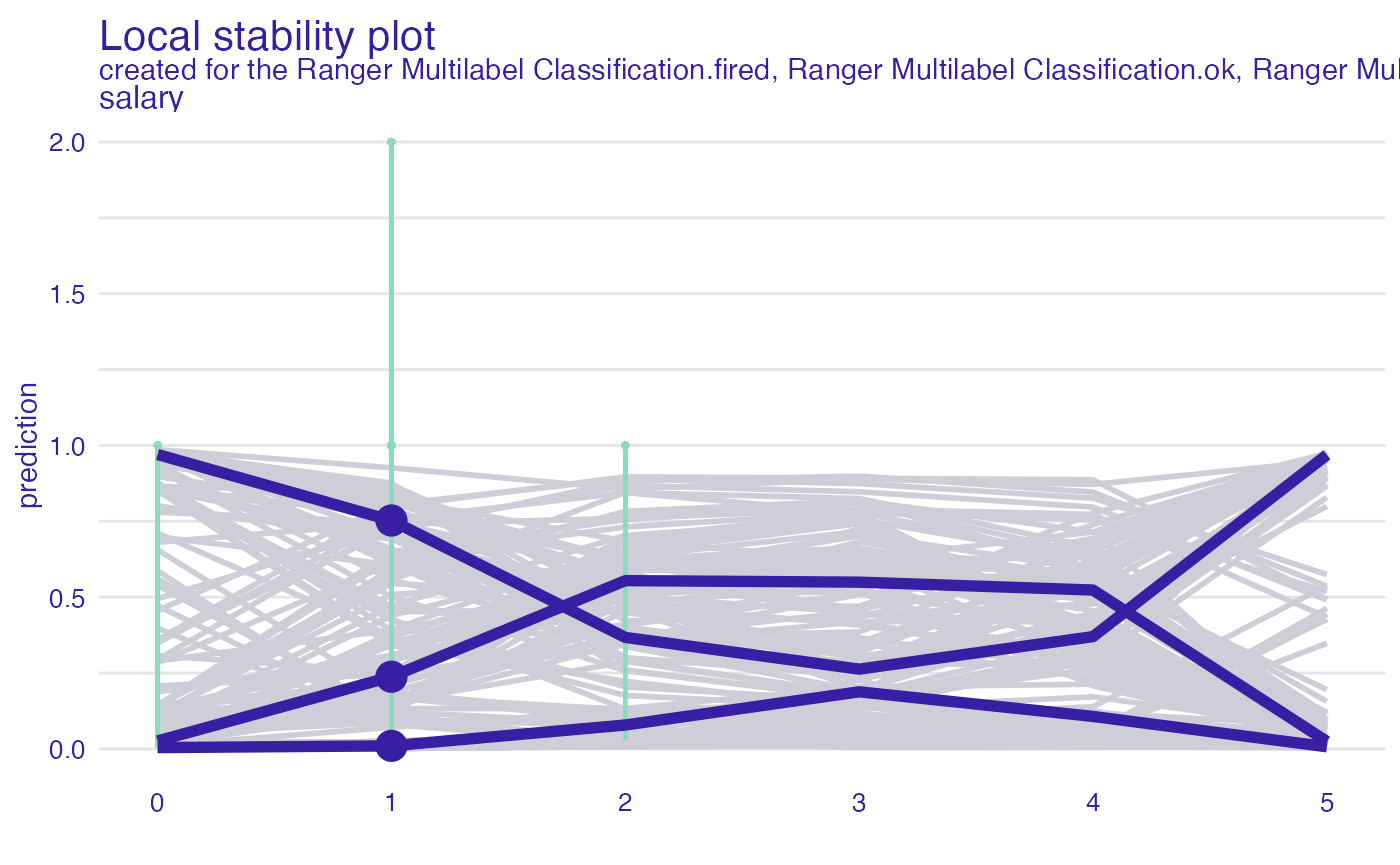 Local stability plot
created for the Ranger Multilabel Classification.fired, Ranger Multilabel Classification.ok, Ranger Mul
salary
2.0
1.5
1.0
0.5
0.0
prediction
0 1 2 3 4 5